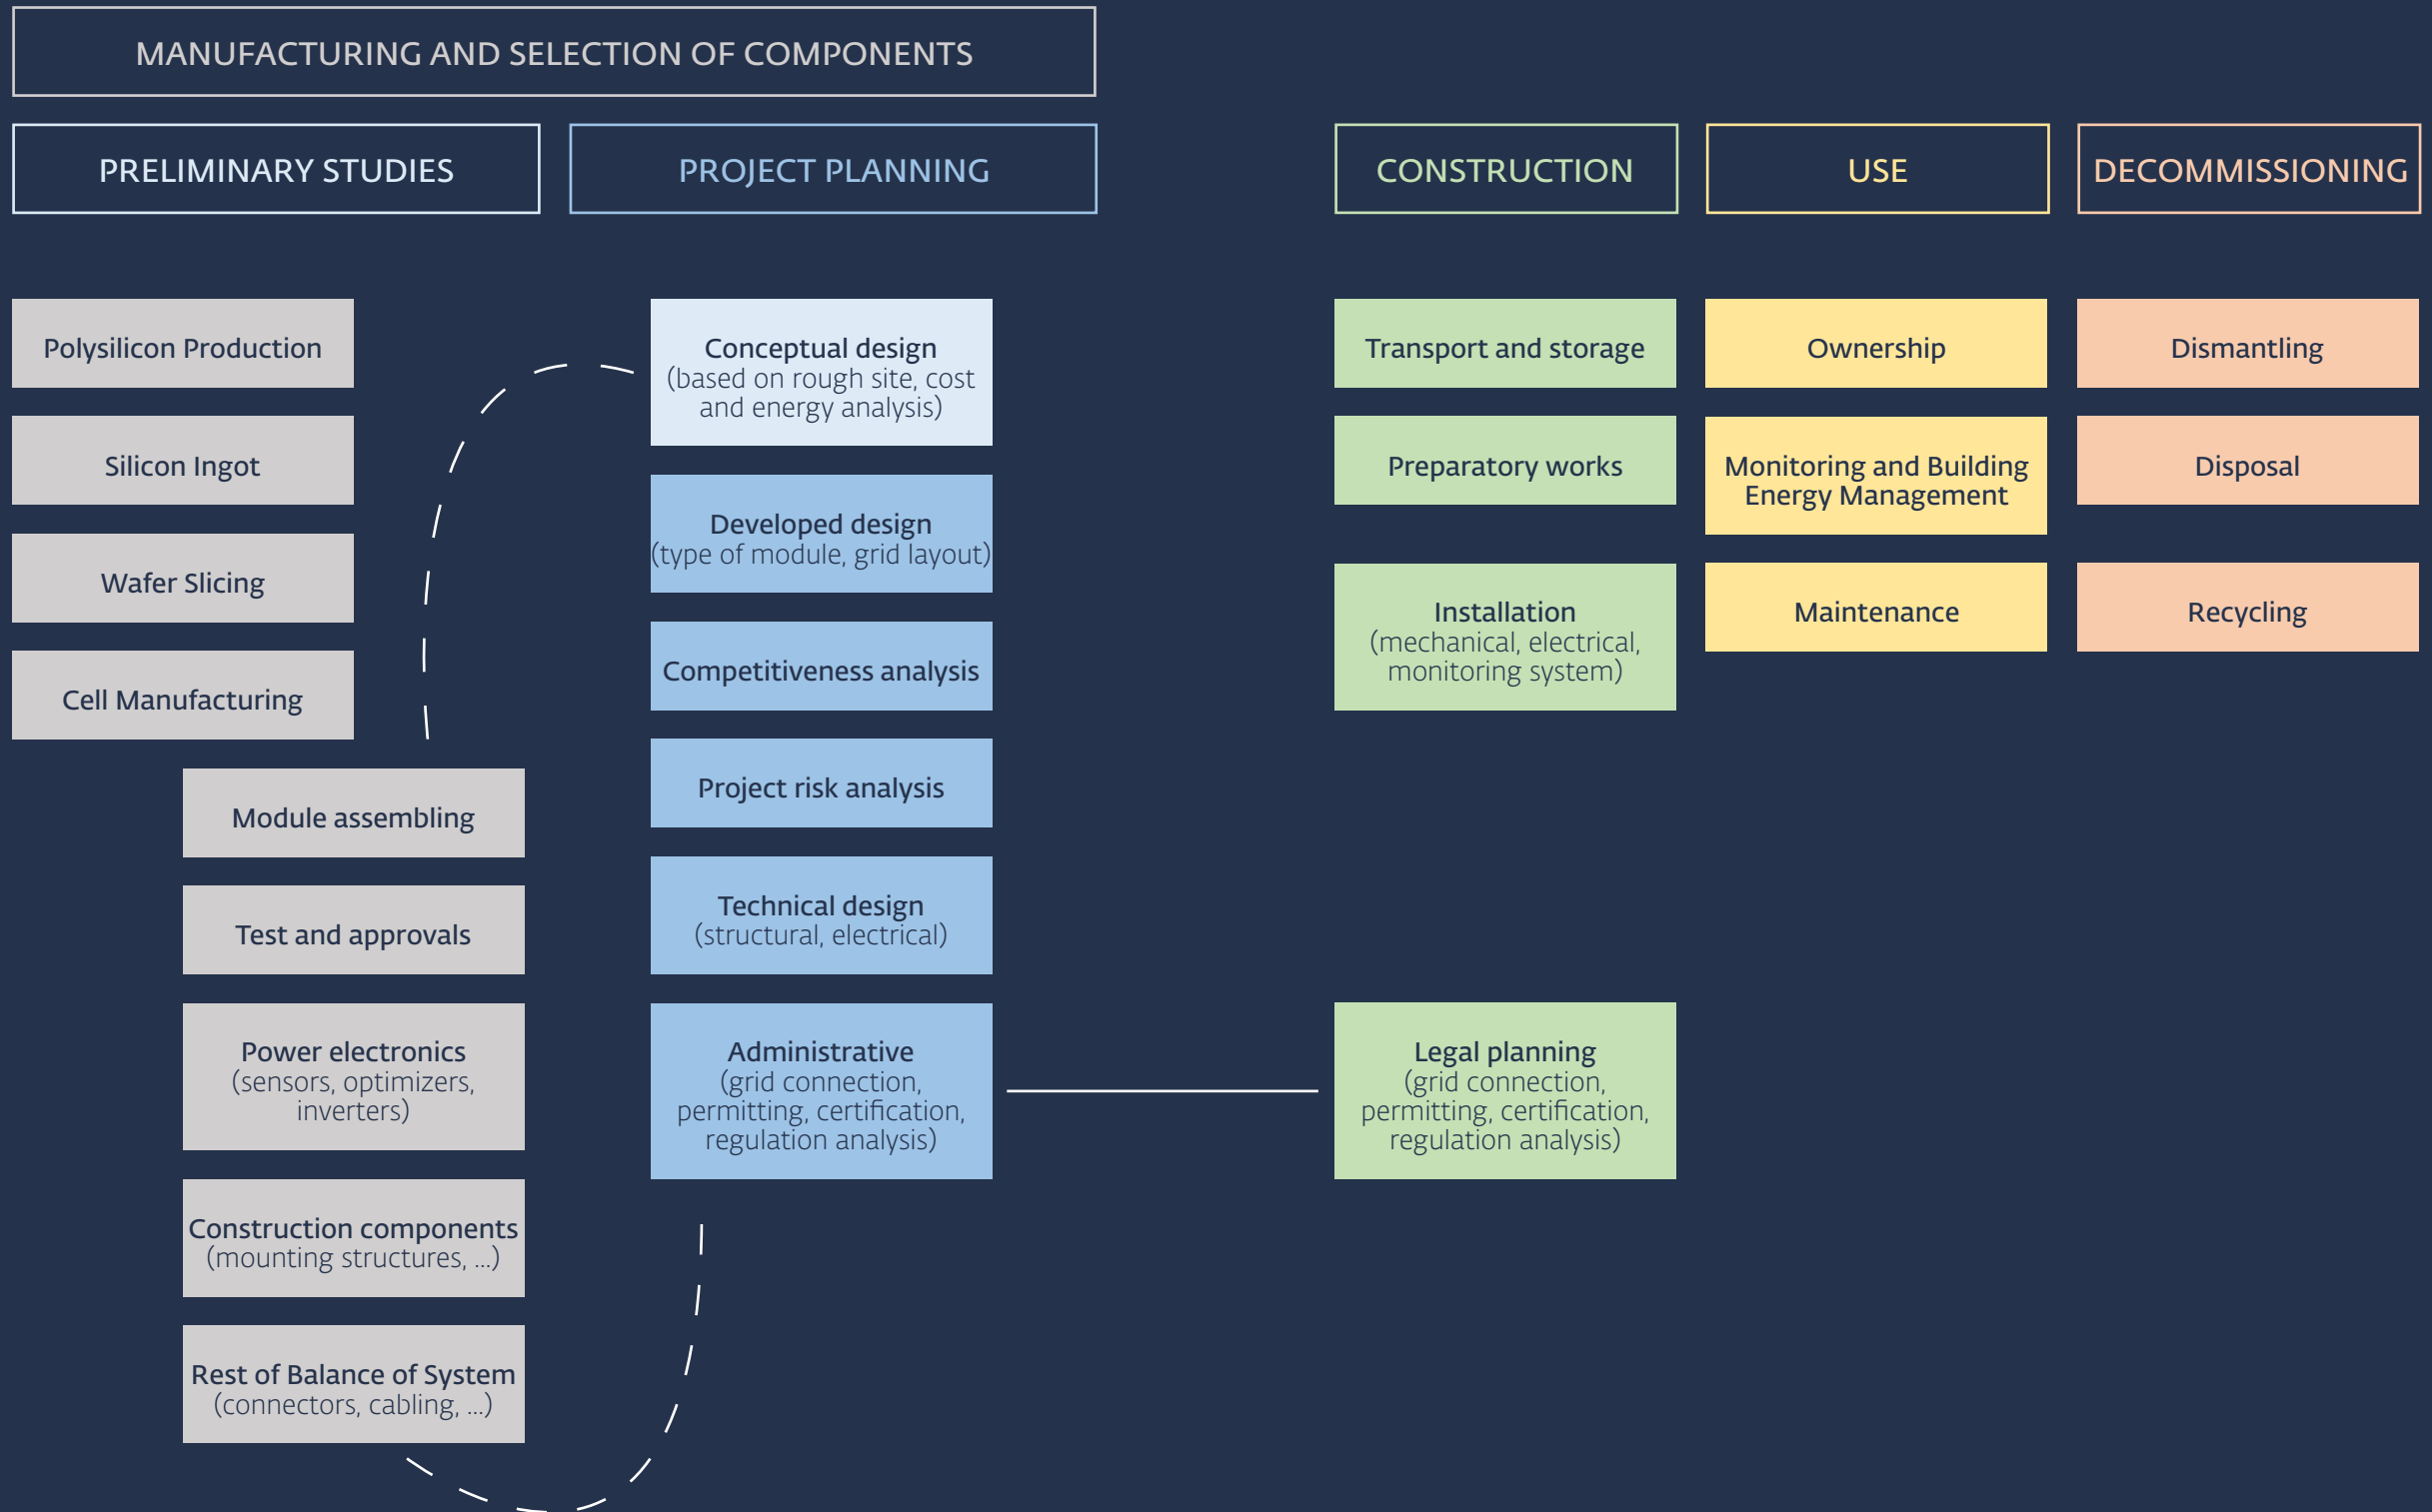 MANUFACTURING AND SELECTION OF COMPONENTS
PRELIMINARY STUDIES
PROJECT PLANNING
CONSTRUCTION
USE
DECOMMISSIONING
Polysilicon Production
Silicon Ingot
Wafer Slicing
Cell Manufacturing
Module assembling
Test and approvals
Power electronics
(sensors, optimizers,
inverters)
Construction components
(mounting structures, ...)
Rest of Balance of System
(connectors, cabling, ...)
Conceptual design
(based on rough site, cost
and energy analysis)
Developed design
(type of module, grid layout)
Competitiveness analysis
Project risk analysis
Technical design
(structural, electrical)
Administrative
(grid connection,
permitting, certification,
regulation analysis)
Transport and storage
Preparatory works
Installation
(mechanical, electrical,
monitoring system)
Legal planning
(grid connection,
permitting, certification,
regulation analysis)
Ownership
Monitoring and Building
Energy Management
Maintenance
Dismantling
Disposal
Recycling